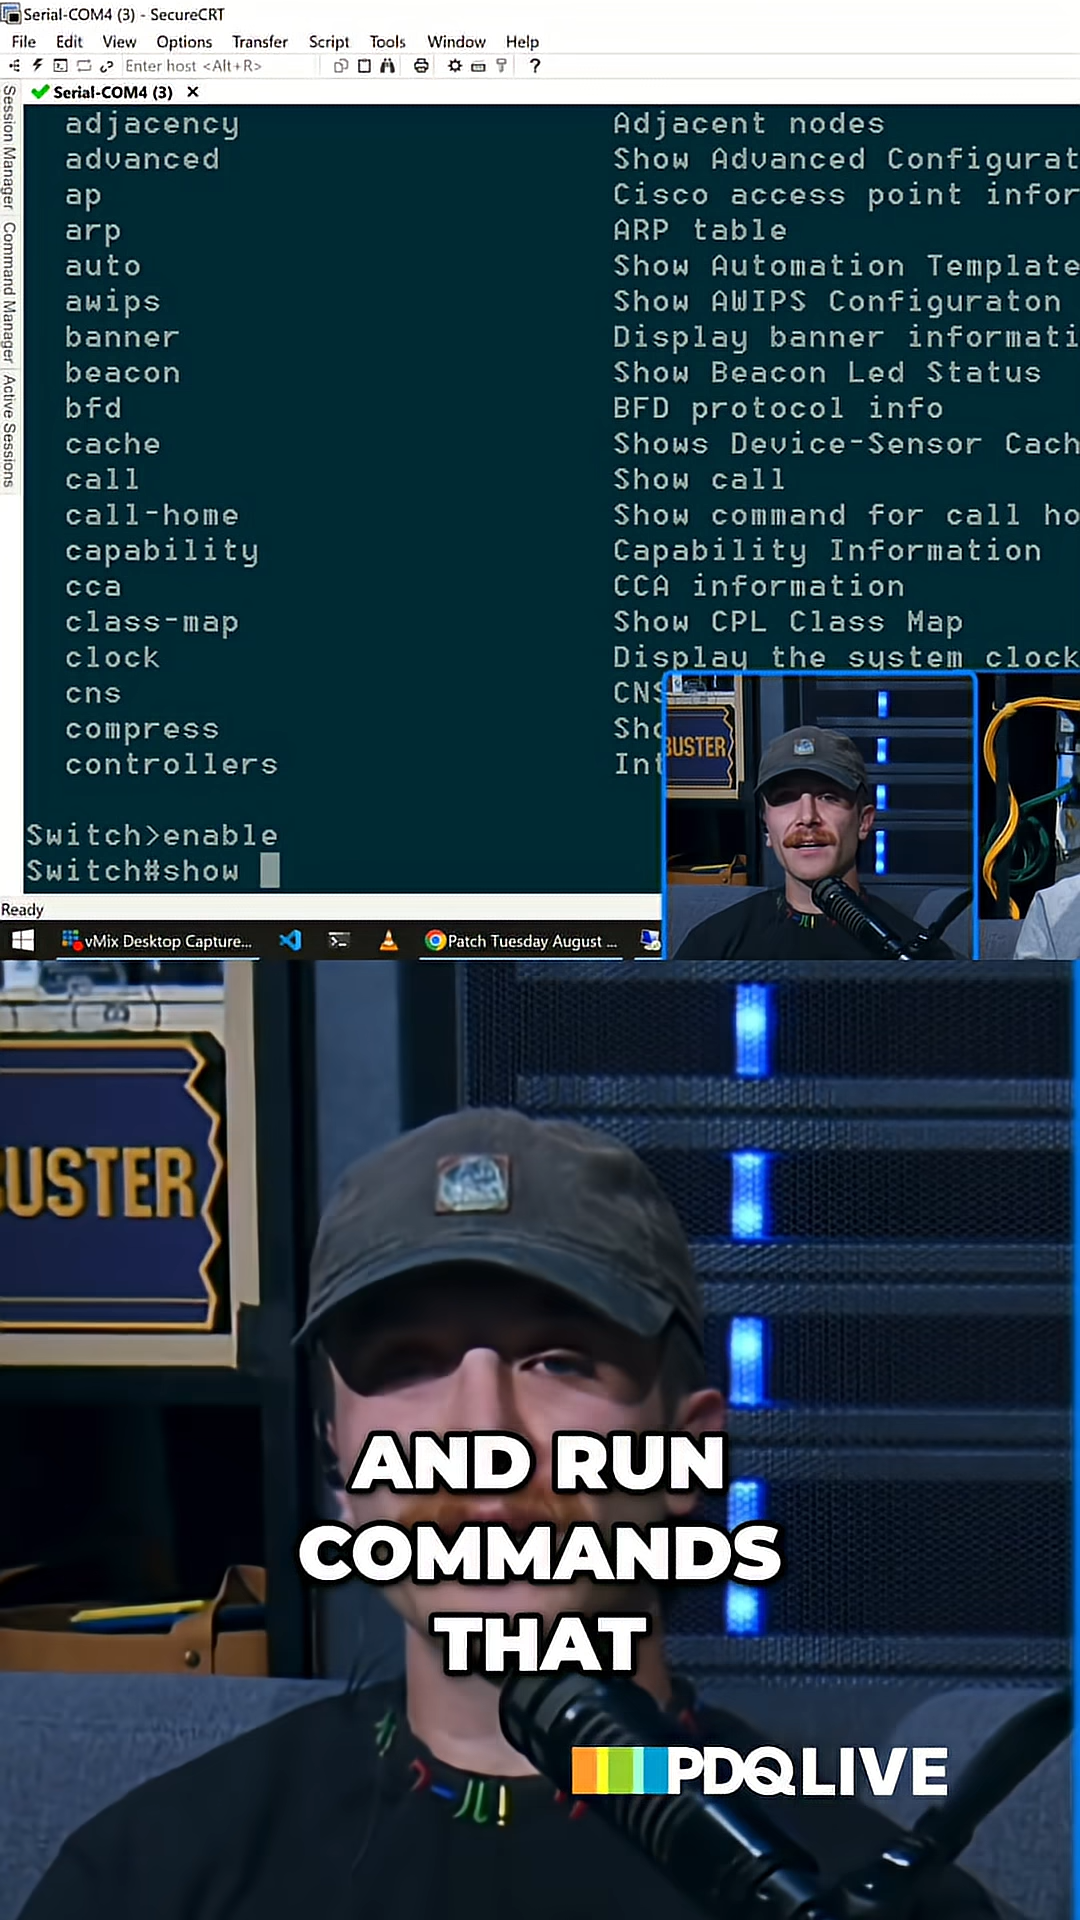 Serial-COM4 (3) - SecureCRT
File Edit View Options Transfer Script Tools Window Help
Enter host <Alt+R>
Serial-COM4 (3)
Session Manager
Command Manager
Active Sessions
adjacency Adjacent nodes
advanced Show Advanced Configurat
ap Cisco access point infor
arp ARP table
auto Show Automation Template
awips Show AWIPS Configuraton
banner Display banner informati
beacon Show Beacon Led Status
bfd BFD protocol info
cache Shows Device-Sensor Cach
call Show call
call-home Show command for call ho
capability Capability Information
cca CCA information
class-map Show CPL Class Map
clock Display the system clock
cns CNS
compress Sho
controllers Int
Switch>enable
Switch#show
Ready
vMix Desktop Capture...
Patch Tuesday August ...
BUSTER
USTER
AND RUN
COMMANDS
THAT
PDQLIVE